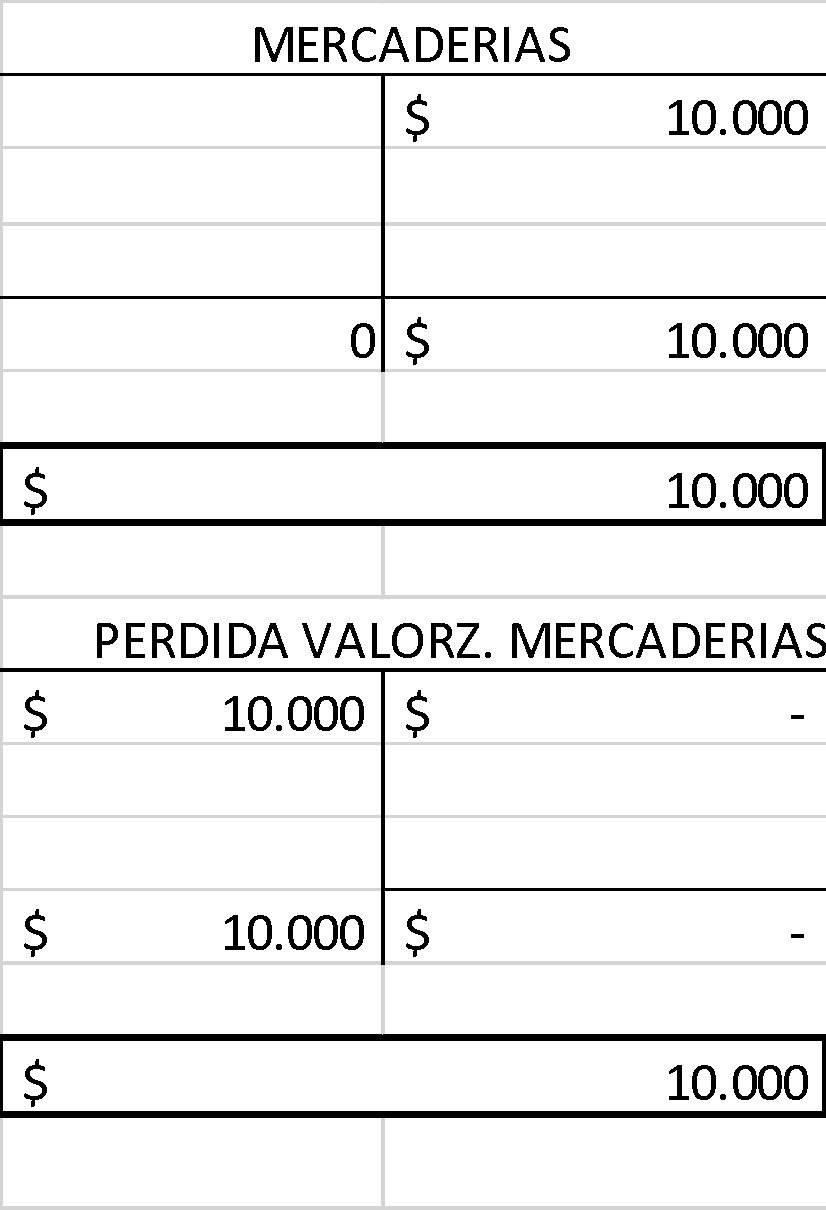 MERCADERIAS
$ 10.000
0 $ 10.000
$ 10.000
PERDIDA VALORZ. MERCADERIAS
$ 10.000 $ -
$ 10.000 $ -
$ 10.000